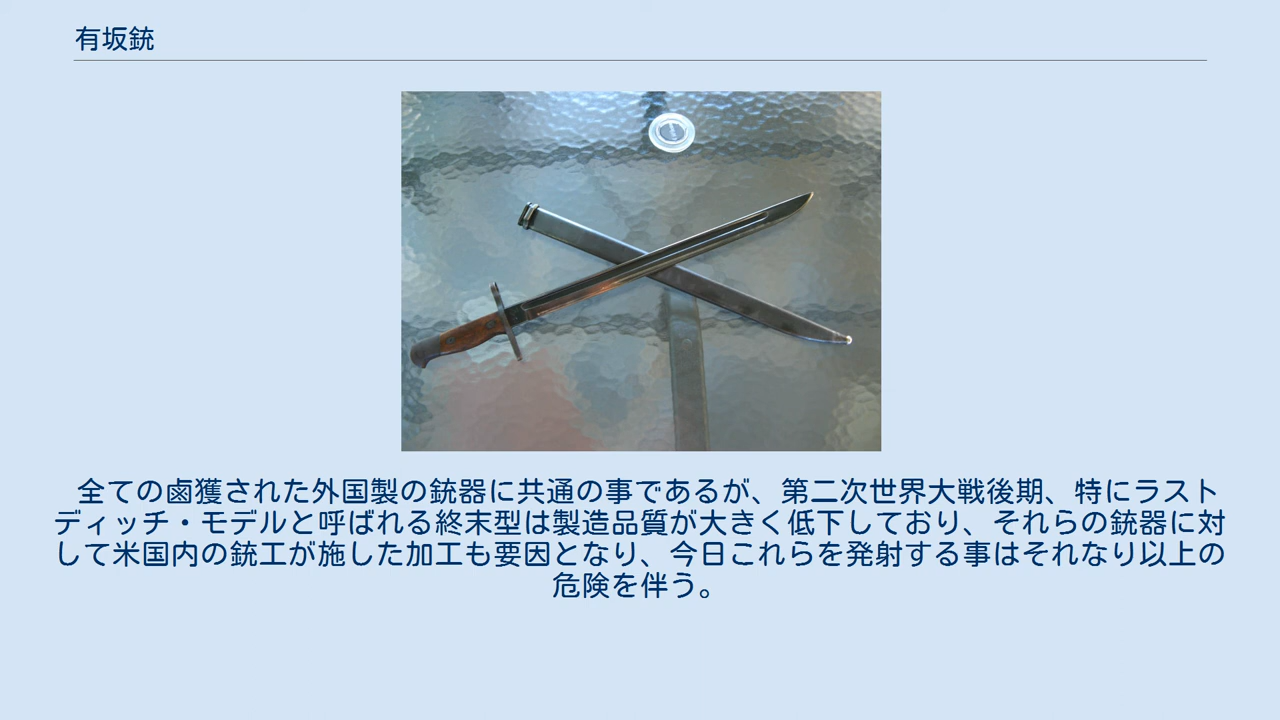 有坂銃
全ての鹵獲された外国製の銃器に共通の事であるが、第二次世界大戦後期、特にラスト
ディッチ・モデルと呼ばれる終末型は製造品質が大きく低下しており、それらの銃器に対
して米国内の銃工が施した加工も要因となり、今日これらを発射する事はそれなり以上の
危険を伴う。